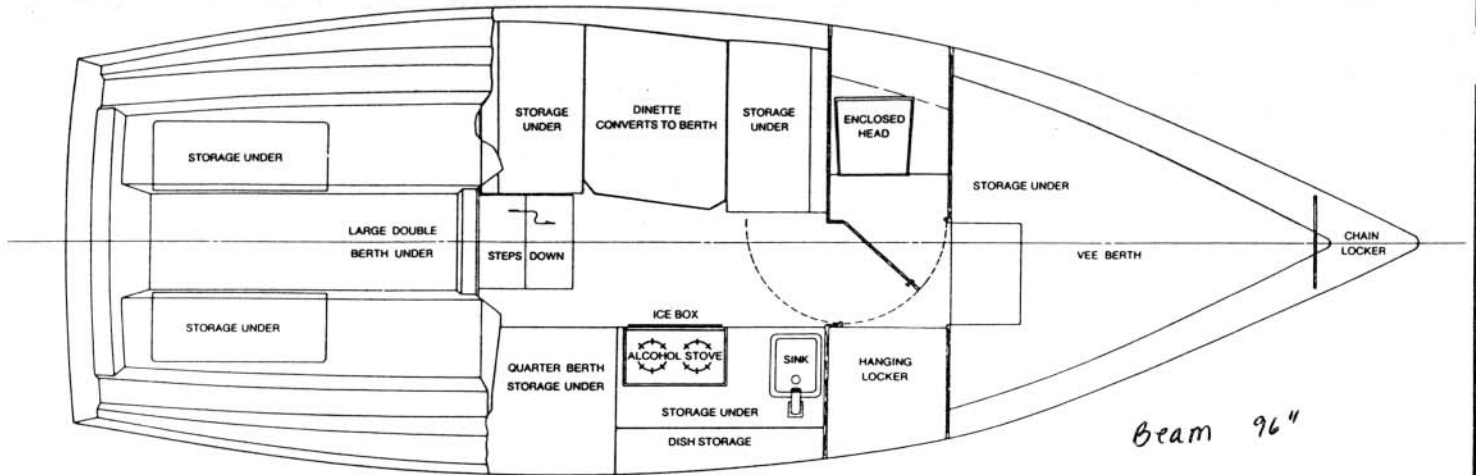 STORAGE UNDER
STORAGE UNDER
LARGE DOUBLE
BERTH UNDER
STEPS DOWN
STORAGE
UNDER
DINETTE
CONVERTS TO BERTH
STORAGE
UNDER
ENCLOSED
HEAD
STORAGE UNDER
VEE BERTH
CHAIN
LOCKER
ICE BOX
ALCOHOL STOVE
SINK
QUARTER BERTH
STORAGE UNDER
STORAGE UNDER
DISH STORAGE
HANGING
LOCKER
Beam 96"